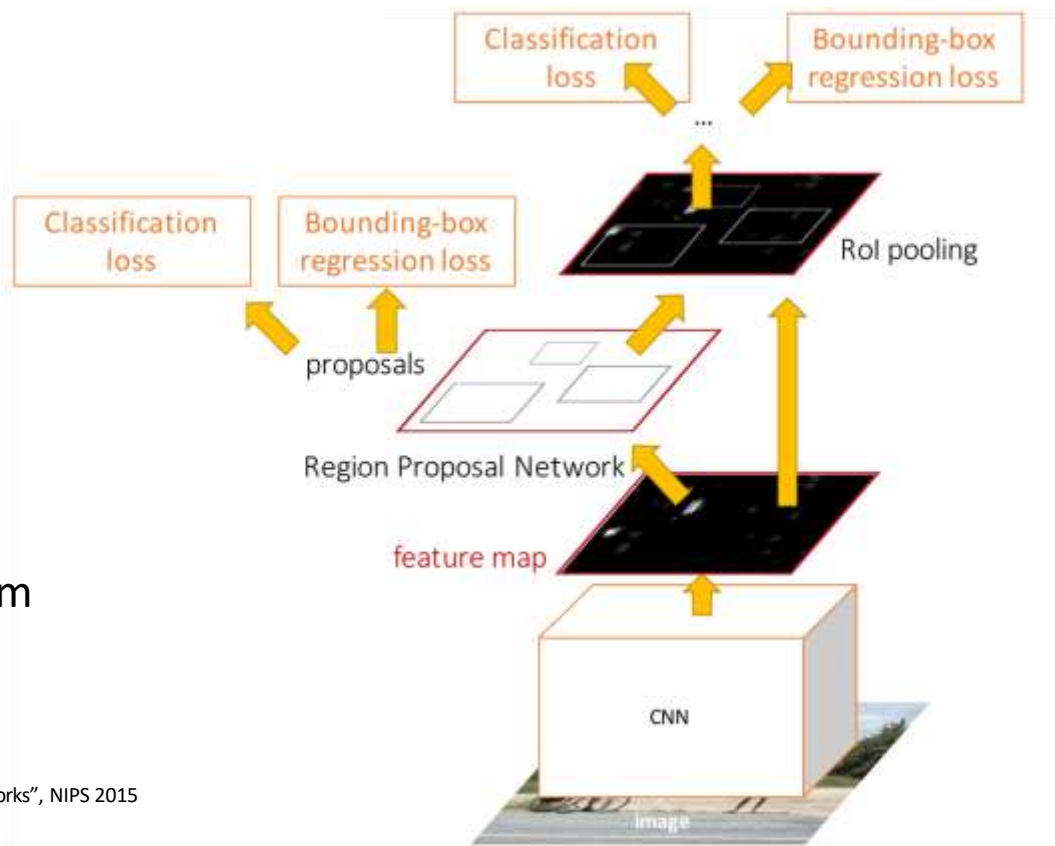 Classification
loss
Bounding-box
regression loss
...
Classification
loss
Bounding-box
regression loss
RoI pooling
proposals
Region Proposal Network
feature map
m
CNN
orks”, NIPS 2015
image